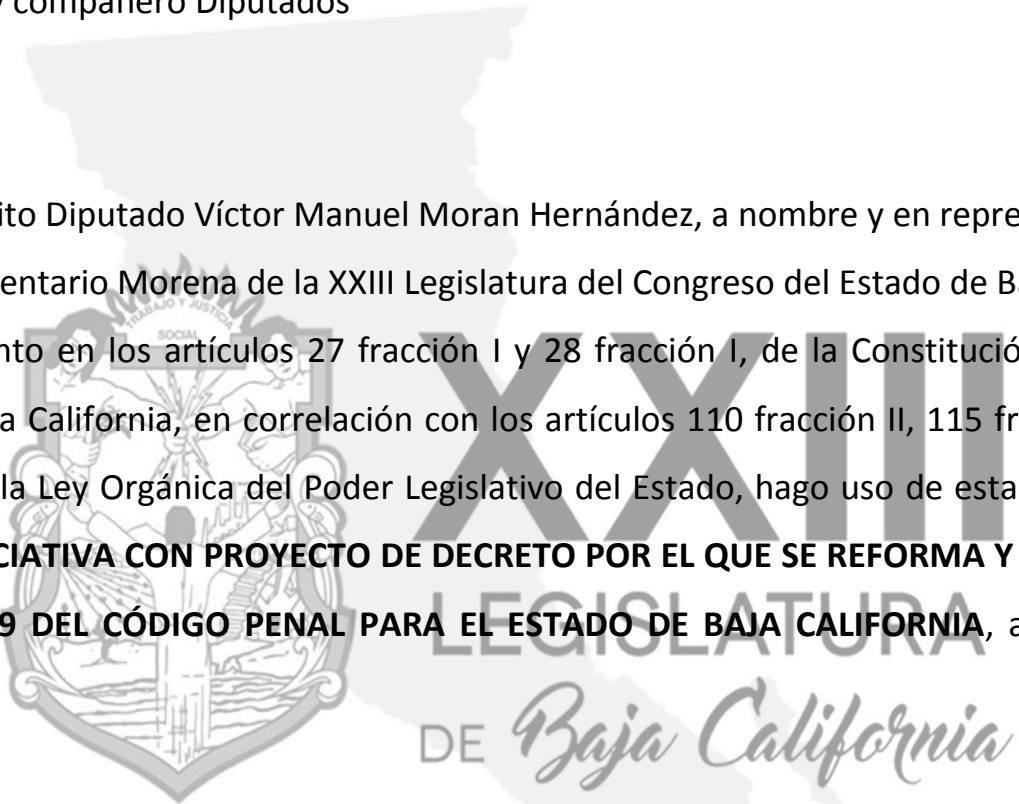 y compañero Diputados
ito Diputado Víctor Manuel Moran Hernández, a nombre y en repre
entario Morena de la XXIII Legislatura del Congreso del Estado de B
nto en los artículos 27 fracción I y 28 fracción I, de la Constitució
a California, en correlación con los artículos 110 fracción II, 115 fr
la Ley Orgánica del Poder Legislativo del Estado, hago uso de esta
CIATIVA CON PROYECTO DE DECRETO POR EL QUE SE REFORMA Y
9 DEL CÓDIGO PENAL PARA EL ESTADO DE BAJA CALIFORNIA, a
TRABAJO Y JUSTICIA
SOCIAL
XXIII
LEGISLATURA
DE Baja California